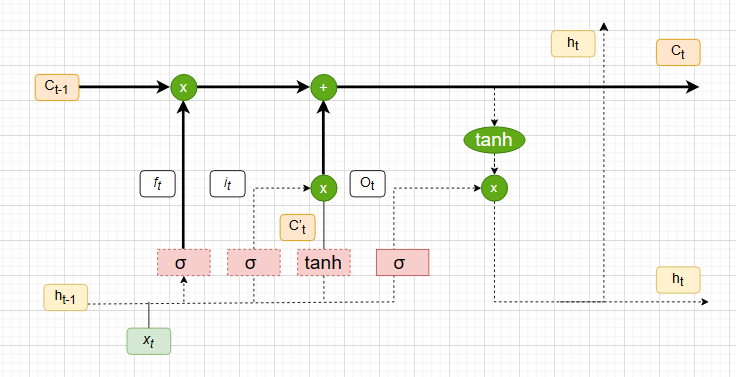 ht
Ct
Ct-1
x
+
tanh
ft
it
x
Ot
x
C't
σ
σ
tanh
σ
ht-1
ht
xt